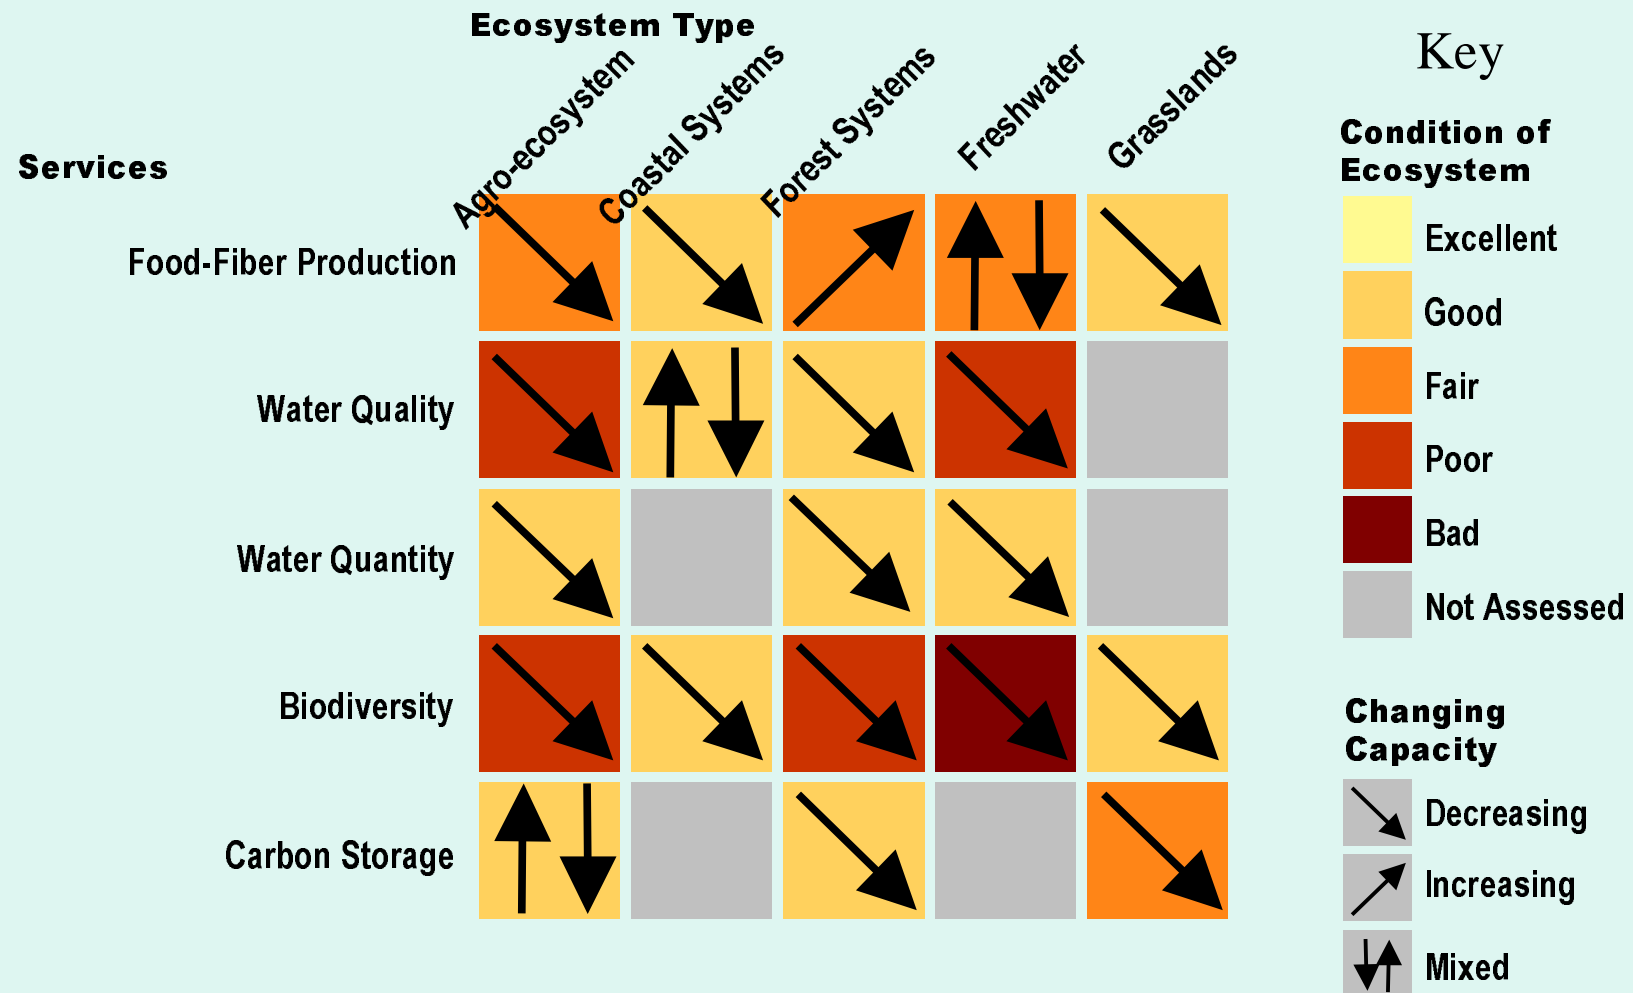 Ecosystem Type
Agro-ecosystem
Coastal Systems
Forest Systems
Freshwater
Grasslands
Services
Food-Fiber Production
Water Quality
Water Quantity
Biodiversity
Carbon Storage
Key
Condition of
Ecosystem
Excellent
Good
Fair
Poor
Bad
Not Assessed
Changing
Capacity
Decreasing
Increasing
Mixed